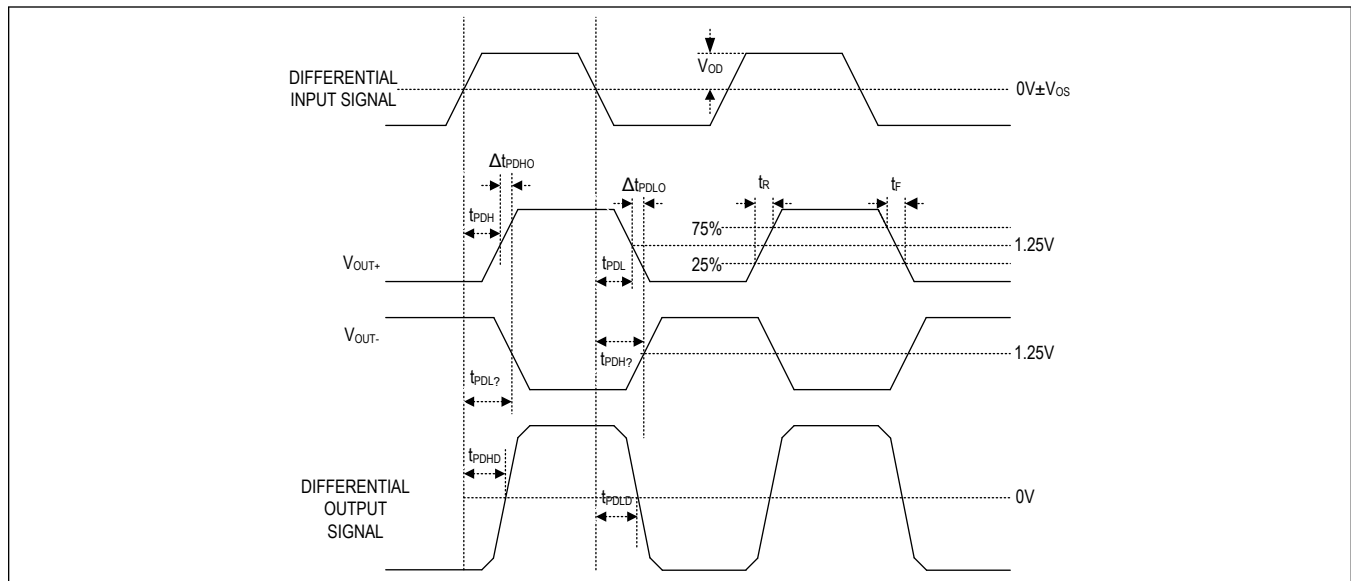 DIFFERENTIAL
INPUT SIGNAL
VOD
0V±VOS
ΔtPDHO
tPDH
ΔtPDLO
tPDL
tR
tF
75%
25%
1.25V
VOUT+
VOUT-
tPDL?
tPDH?
1.25V
tPDHD
tPDLD
DIFFERENTIAL
OUTPUT
SIGNAL
0V